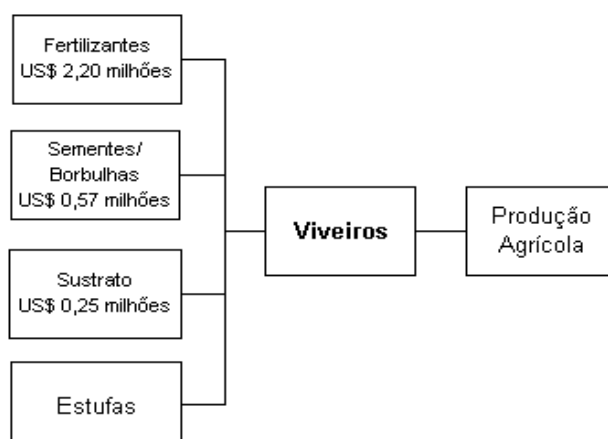 Fertilizantes
US$ 2,20 milhões
Sementes/
Borbulhas
US$ 0,57 milhões
Sustrato
US$ 0,25 milhões
Estufas
Viveiros
Produção
Agrícola